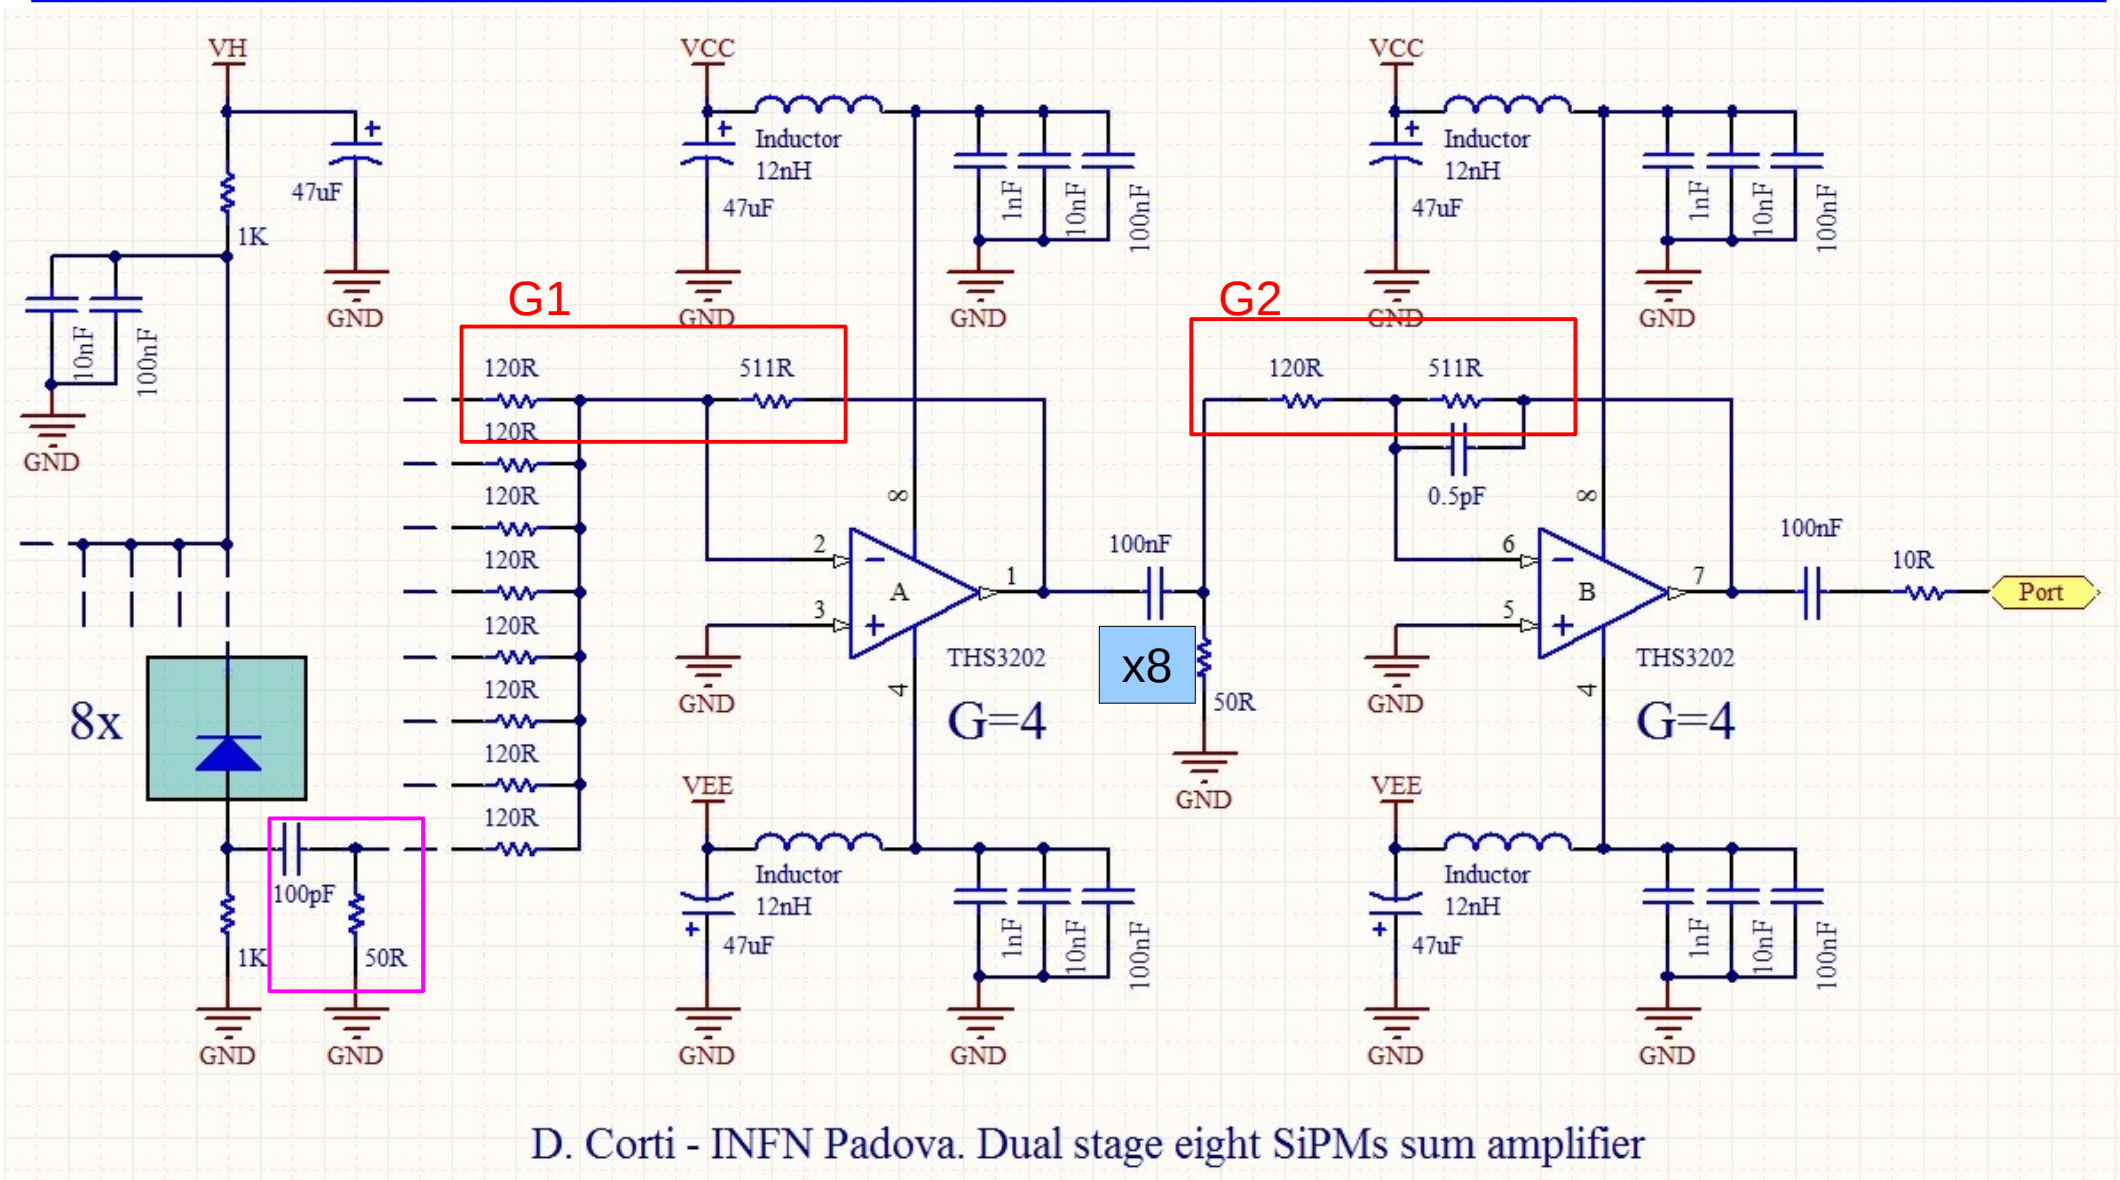 VH
VCC
VCC
47uF
1K
Inductor
12nH
47uF
1nF
10nF
100nF
Inductor
12nH
47uF
1nF
10nF
100nF
10nF
100nF
GND
GND
GND
GND
GND
GND
G1
G2
120R
511R
120R
511R
120R
120R
120R
120R
120R
120R
120R
0.5pF
8
8
2
3
A
1
THS3202
G=4
4
100nF
x8
50R
GND
GND
6
5
B
7
THS3202
G=4
4
100nF
10R
Port
GND
8x
100pF
1K
50R
GND
GND
VEE
Inductor
12nH
47uF
1nF
10nF
100nF
GND
GND
VEE
Inductor
12nH
47uF
1nF
10nF
100nF
GND
GND
D. Corti - INFN Padova. Dual stage eight SiPMs sum amplifier